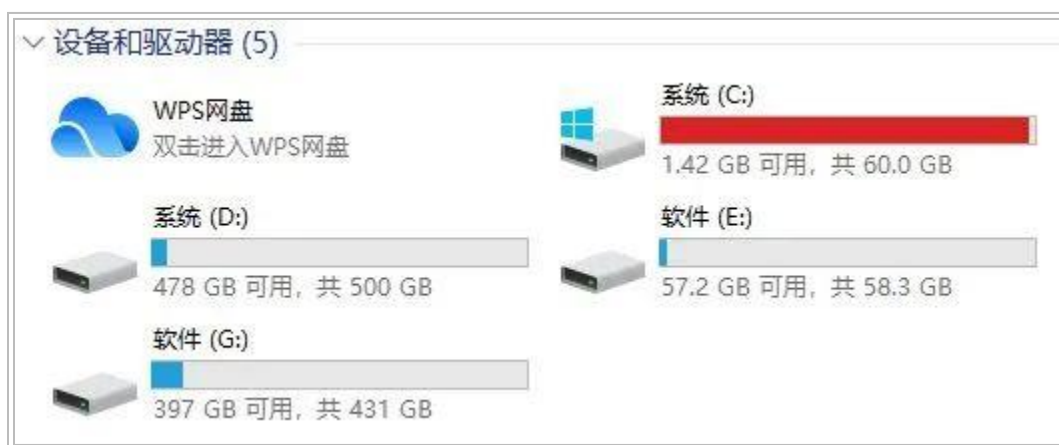 设备和驱动器 (5)
WPS网盘
双击进入WPS网盘
系统 (C:)
1.42 GB 可用，共 60.0 GB
系统 (D:)
478 GB 可用，共 500 GB
软件 (E:)
57.2 GB 可用，共 58.3 GB
软件 (G:)
397 GB 可用，共 431 GB